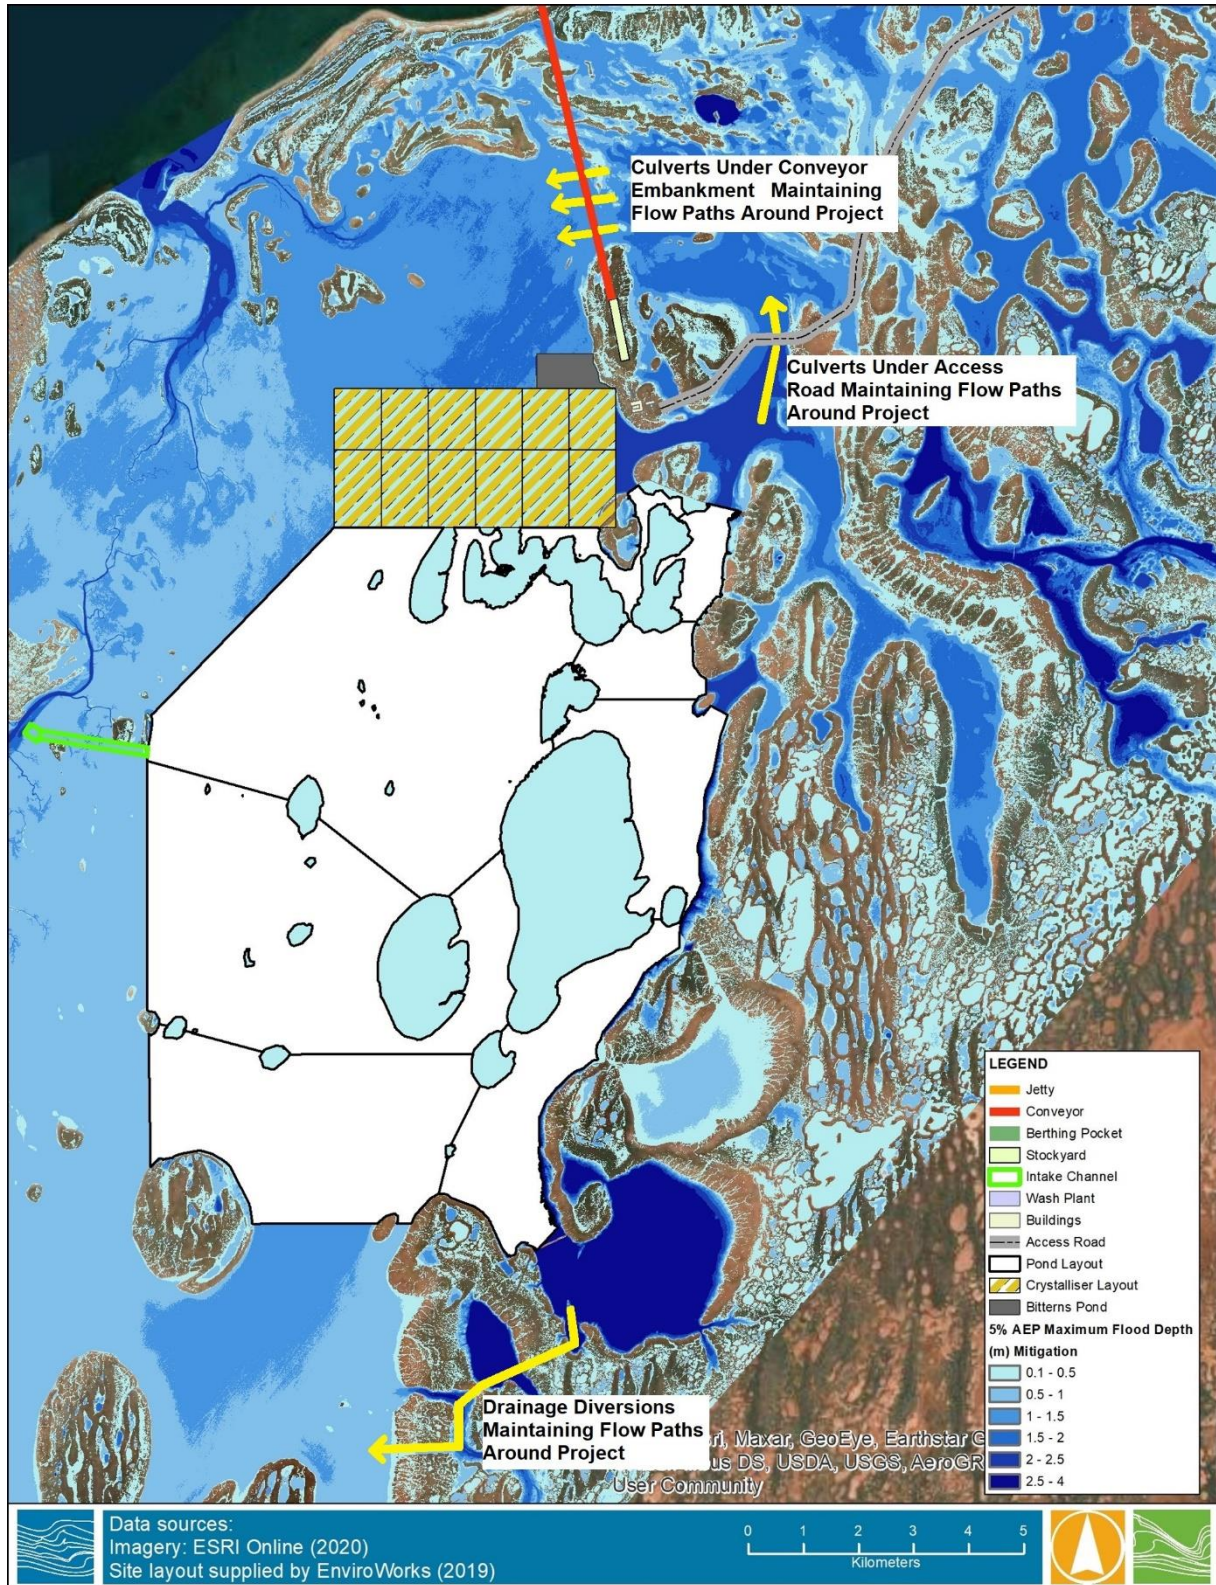 Culverts Under Conveyor
Embankment Maintaining
Flow Paths Around Project
Culverts Under Access
Road Maintaining Flow Paths
Around Project
LEGEND
Jetty
Conveyor
Berthing Pocket
Stockyard
Intake Channel
Wash Plant
Buildings
Access Road
Pond Layout
Crystalliser Layout
Bitterns Pond
5% AEP Maximum Flood Depth
(m) Mitigation
0.1 - 0.5
0.5 - 1
1 - 1.5
1.5 - 2
2 - 2.5
2.5 - 4
Drainage Diversions
Maintaining Flow Paths
Around Project
Maxar, GeoEye, Earthstar
DS, USDA, USGS,
User Community
Data sources:
Imagery: ESRI Online (2020)
Site layout supplied by EnviroWorks (2019)
0 1 2 3 4 5
Kilometers